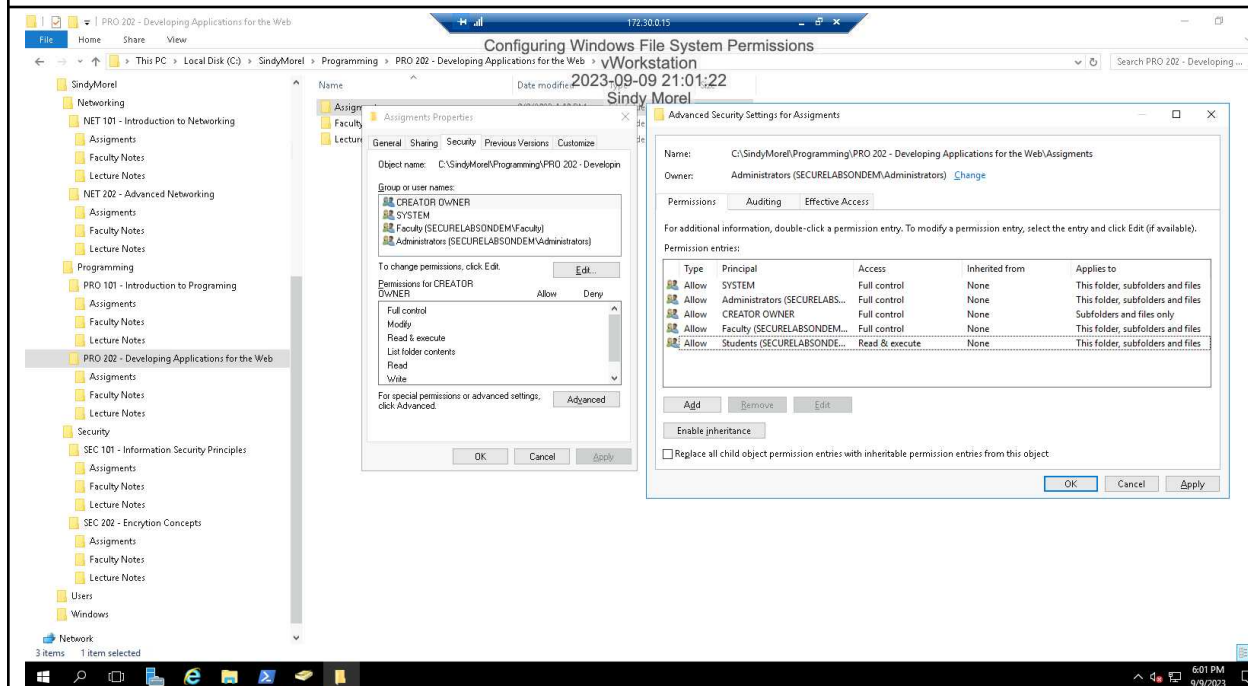 PRO 202 - Developing Applications for the Web
172.30.0.15
File Home Share View
Configuring Windows File System Permissions
vWorkstation
2023-09-09 21:01:22
Sindy Morel
This PC > Local Disk (C:) > SindyMorel > Programming > PRO 202 - Developing Applications for the Web >
Search PRO 202 - Developing ...
SindyMorel
Networking
NET 101 - Introduction to Networking
Assigments
Faculty Notes
Lecture Notes
NET 202 - Advanced Networking
Assigments
Faculty Notes
Lecture Notes
Programming
PRO 101 - Introduction to Programing
Assigments
Faculty Notes
Lecture Notes
PRO 202 - Developing Applications for the Web
Assigments
Faculty Notes
Lecture Notes
Security
SEC 101 - Information Security Principles
Assigments
Faculty Notes
Lecture Notes
SEC 202 - Encrytion Concepts
Assigments
Faculty Notes
Lecture Notes
Users
Windows
Network
3 items 1 item selected
Name Date modified
Assigments Properties
General Sharing Security Previous Versions Customize
Object name: C:\SindyMorel\Programming\PRO 202 - Developin
Group or user names:
CREATOR OWNER
SYSTEM
Faculty (SECURELABSONDEM\Faculty)
Administrators (SECURELABSONDEM\Administrators)
To change permissions, click Edit. Edit...
Permissions for CREATOR
OWNER Allow Deny
Full control
Modify
Read & execute
List folder contents
Read
Write
For special permissions or advanced settings,
click Advanced. Advanced
OK Cancel Apply
Advanced Security Settings for Assigments
Name: C:\SindyMorel\Programming\PRO 202 - Developing Applications for the Web\Assigments
Owner: Administrators (SECURELABSONDEM\Administrators) Change
Permissions Auditing Effective Access
For additional information, double-click a permission entry. To modify a permission entry, select the entry and click Edit (if available).
Permission entries:
Type Principal Access Inherited from Applies to
Allow SYSTEM Full control None This folder, subfolders and files
Allow Administrators (SECURELABS... Full control None This folder, subfolders and files
Allow CREATOR OWNER Full control None Subfolders and files only
Allow Faculty (SECURELABSONDEM... Full control None This folder, subfolders and files
Allow Students (SECURELABSONDE... Read & execute None This folder, subfolders and files
Add Remove Edit
Enable inheritance
Replace all child object permission entries with inheritable permission entries from this object
OK Cancel Apply
6:01 PM
9/9/2023